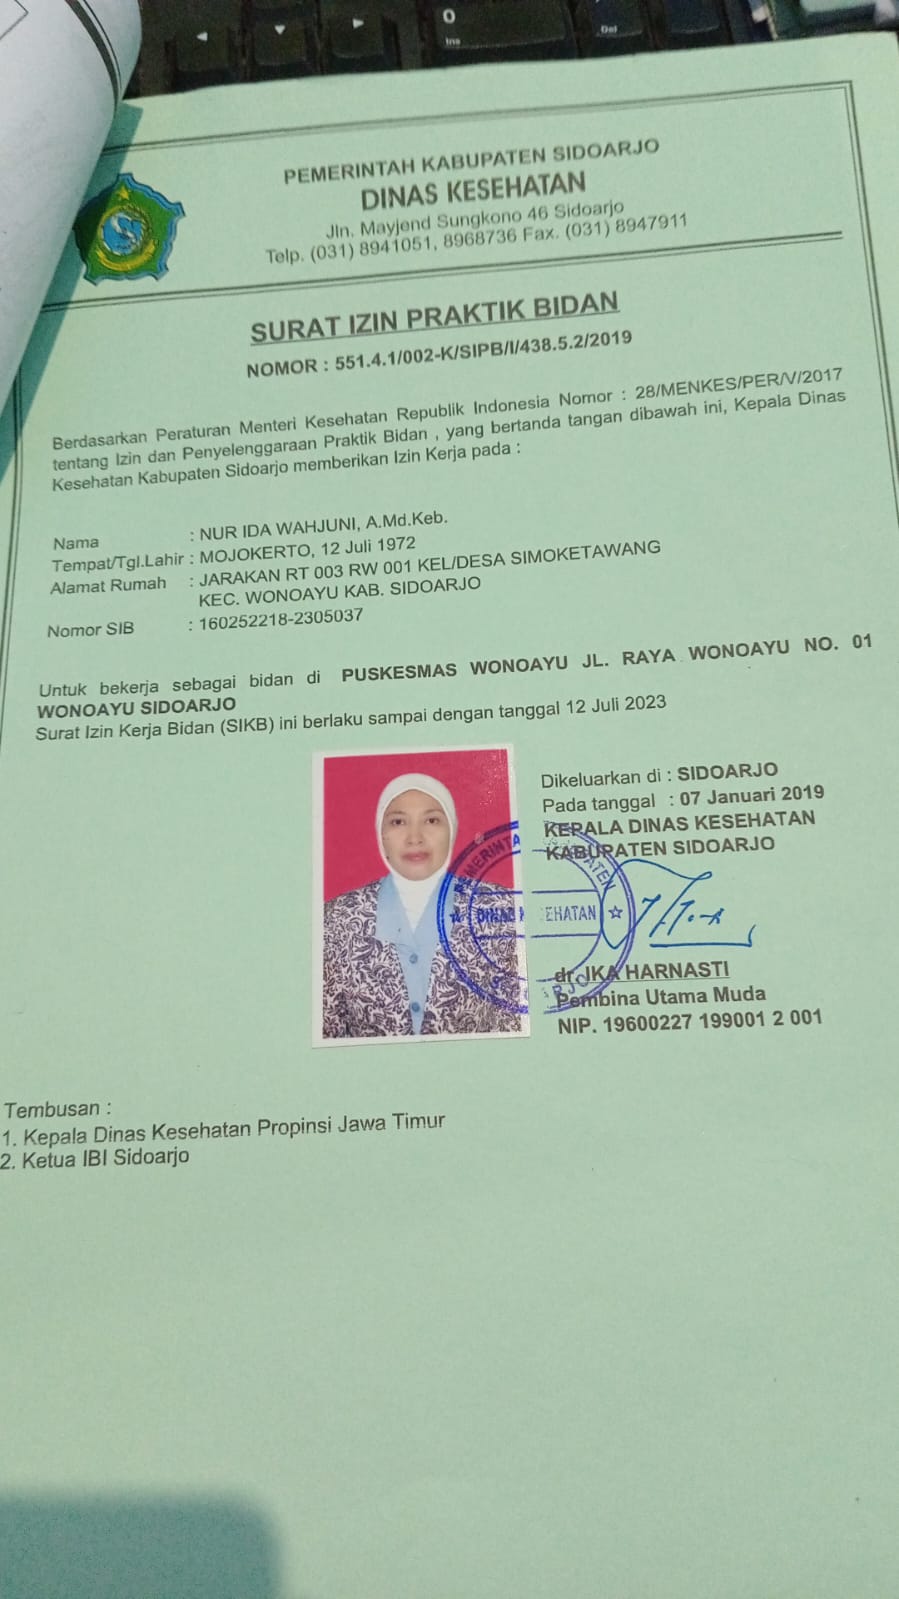 0
Ins
Del
PEMERINTAH KABUPATEN SIDOARJO
DINAS KESEHATAN
Jln. Mayjend Sungkono 46 Sidoarjo
Telp. (031) 8941051, 8968736 Fax. (031) 8947911
SURAT IZIN PRAKTIK BIDAN
NOMOR : 551.4.1/002-K/SIPB/I/438.5.2/2019
Berdasarkan Peraturan Menteri Kesehatan Republik Indonesia Nomor : 28/MENKES/PER/V/2017
tentang Izin dan Penyelenggaraan Praktik Bidan , yang bertanda tangan dibawah ini, Kepala Dinas
Kesehatan Kabupaten Sidoarjo memberikan Izin Kerja pada :
Nama : NUR IDA WAHJUNI, A.Md.Keb.
Tempat/Tgl.Lahir : MOJOKERTO, 12 Juli 1972
Alamat Rumah : JARAKAN RT 003 RW 001 KEL/DESA SIMOKETAWANG
KEC. WONOAYU KAB. SIDOARJO
Nomor SIB : 160252218-2305037
Untuk bekerja sebagai bidan di PUSKESMAS WONOAYU JL. RAYA WONOAYU NO. 01
WONOAYU SIDOARJO
Surat Izin Kerja Bidan (SIKB) ini berlaku sampai dengan tanggal 12 Juli 2023
Dikeluarkan di : SIDOARJO
Pada tanggal : 07 Januari 2019
KEPALA DINAS KESEHATAN
KABUPATEN SIDOARJO
dr. IKA HARNASTI
Pembina Utama Muda
NIP. 19600227 199001 2 001
Tembusan :
1. Kepala Dinas Kesehatan Propinsi Jawa Timur
2. Ketua IBI Sidoarjo